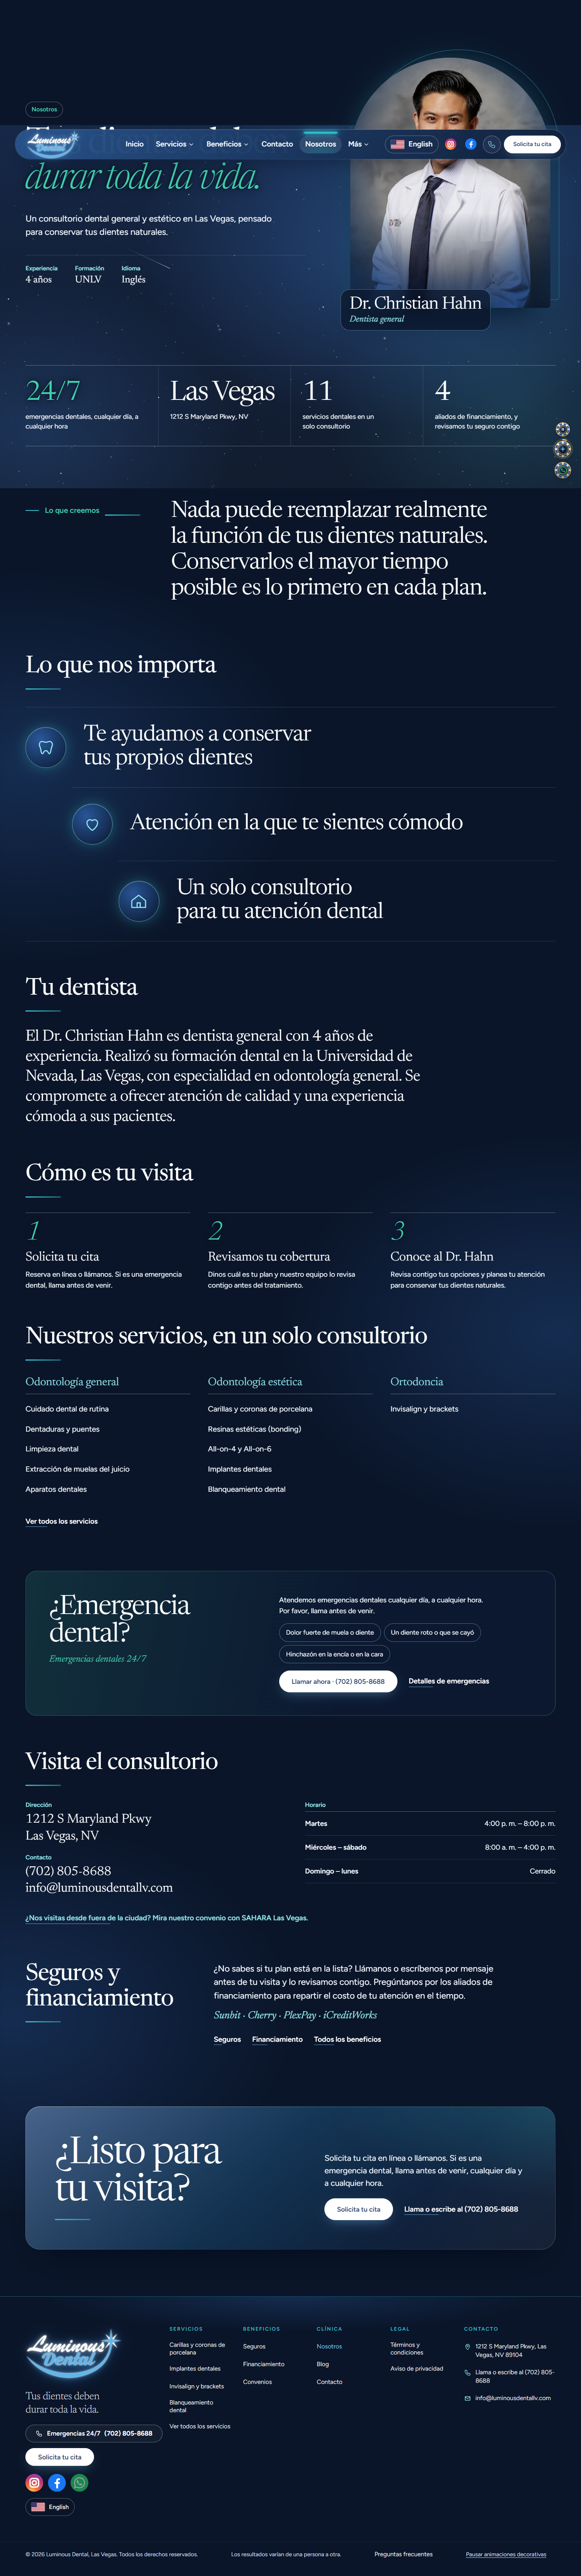 Nosotros
Luminous Dental
Inicio
Servicios
Beneficios
Contacto
Nosotros
Más
English
Solicita tu cita
durar toda la vida.
Un consultorio dental general y estético en Las Vegas, pensado
para conservar tus dientes naturales.
Experiencia
4 años
Formación
UNLV
Idioma
Inglés
Dr. Christian Hahn
Dentista general
24/7
emergencias dentales, cualquier día, a
cualquier hora
Las Vegas
1212 S Maryland Pkwy, NV
11
servicios dentales en un
solo consultorio
4
aliados de financiamiento, y
revisamos tu seguro contigo
Lo que creemos
Nada puede reemplazar realmente
la función de tus dientes naturales.
Conservarlos el mayor tiempo
posible es lo primero en cada plan.
Lo que nos importa
Te ayudamos a conservar
tus propios dientes
Atención en la que te sientes cómodo
Un solo consultorio
para tu atención dental
Tu dentista
El Dr. Christian Hahn es dentista general con 4 años de
experiencia. Realizó su formación dental en la Universidad de
Nevada, Las Vegas, con especialidad en odontología general. Se
compromete a ofrecer atención de calidad y una experiencia
cómoda a sus pacientes.
Cómo es tu visita
1
Solicita tu cita
Reserva en línea o llámanos. Si es una emergencia
dental, llama antes de venir.
2
Revisamos tu cobertura
Dinos cuál es tu plan y nuestro equipo lo revisa
contigo antes del tratamiento.
3
Conoce al Dr. Hahn
Revisa contigo tus opciones y planea tu atención
para conservar tus dientes naturales.
Nuestros servicios, en un solo consultorio
Odontología general
Cuidado dental de rutina
Dentaduras y puentes
Limpieza dental
Extracción de muelas del juicio
Aparatos dentales
Odontología estética
Carillas y coronas de porcelana
Resinas estéticas (bonding)
All-on-4 y All-on-6
Implantes dentales
Blanqueamiento dental
Ortodoncia
Invisalign y brackets
Ver todos los servicios
¿Emergencia
dental?
Emergencias dentales 24/7
Atendemos emergencias dentales cualquier día, a cualquier hora.
Por favor, llama antes de venir.
Dolor fuerte de muela o diente
Un diente roto o que se cayó
Hinchazón en la encía o en la cara
Llamar ahora · (702) 805-8688
Detalles de emergencias
Visita el consultorio
Dirección
1212 S Maryland Pkwy
Las Vegas, NV
Contacto
(702) 805-8688
info@luminousdentallv.com
Horario
Martes
4:00 p. m. – 8:00 p. m.
Miércoles – sábado
8:00 a. m. – 4:00 p. m.
Domingo – lunes
Cerrado
¿Nos visitas desde fuera de la ciudad? Mira nuestro convenio con SAHARA Las Vegas.
Seguros y
financiamiento
¿No sabes si tu plan está en la lista? Llámanos o escríbenos por mensaje
antes de tu visita y lo revisamos contigo. Pregúntanos por los aliados de
financiamiento para repartir el costo de tu atención en el tiempo.
Sunbit · Cherry · PlexPay · iCreditWorks
Seguros
Financiamiento
Todos los beneficios
¿Listo para
tu visita?
Solicita tu cita en línea o llámanos. Si es una
emergencia dental, llama antes de venir, cualquier día y
a cualquier hora.
Solicita tu cita
Llama o escribe al (702) 805-8688
Luminous Dental
Tus dientes deben
durar toda la vida.
Emergencias 24/7 (702) 805-8688
Solicita tu cita
English
SERVICIOS
Carillas y coronas de
porcelana
Implantes dentales
Invisalign y brackets
Blanqueamiento
dental
Ver todos los servicios
BENEFICIOS
Seguros
Financiamiento
Convenios
CLÍNICA
Nosotros
Blog
Contacto
LEGAL
Términos y
condiciones
Aviso de privacidad
CONTACTO
1212 S Maryland Pkwy, Las
Vegas, NV 89104
Llama o escribe al (702) 805-
8688
info@luminousdentallv.com
© 2026 Luminous Dental, Las Vegas. Todos los derechos reservados.
Los resultados varían de una persona a otra.
Preguntas frecuentes
Pausar animaciones decorativas